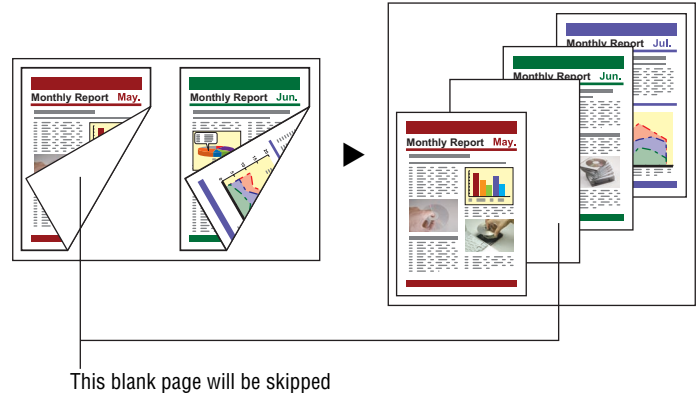 Monthly Report May.
Monthly Report Jun.
Monthly Report Jul.
Monthly Report Jun.
Monthly Report May.
This blank page will be skipped